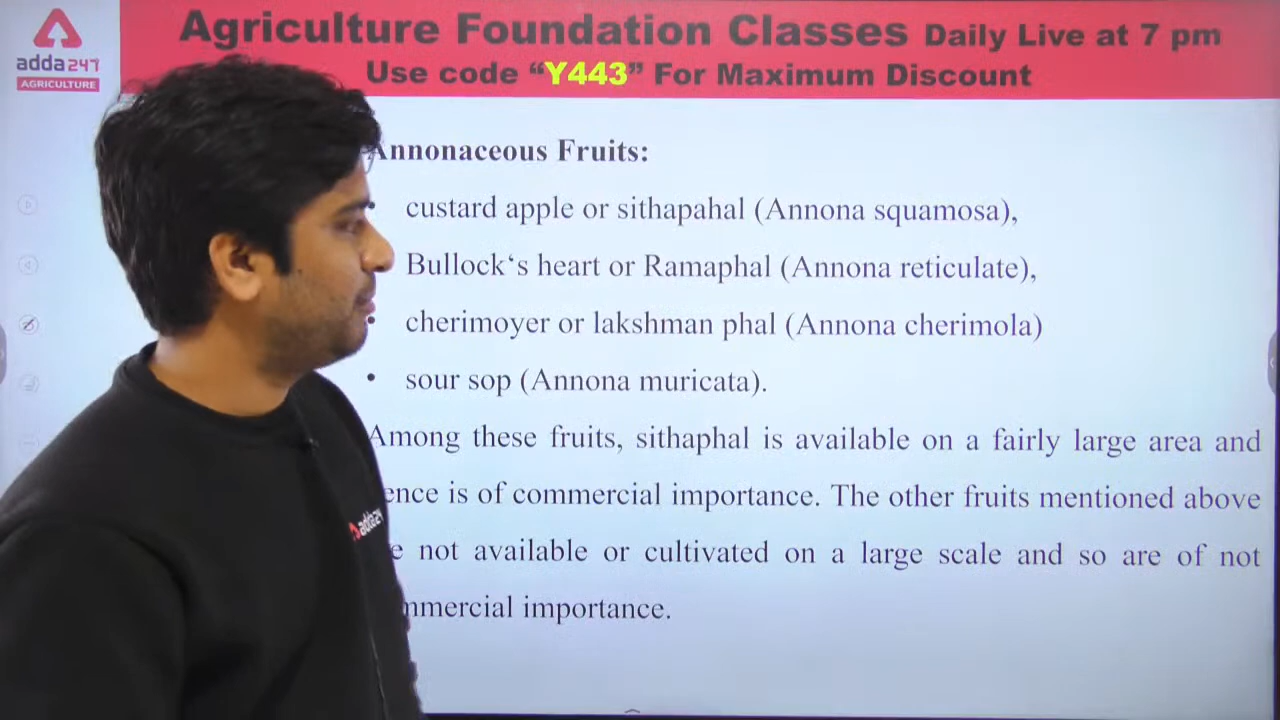 Agriculture Foundation Classes Daily Live at 7 pm
Use code “Y443” For Maximum Discount
adda247
AGRICULTURE
Annonaceous Fruits:
• custard apple or sithapahal (Annona squamosa),
Bullock‘s heart or Ramaphal (Annona reticulate),
• cherimoyer or lakshman phal (Annona cherimola)
• sour sop (Annona muricata).
Among these fruits, sithaphal is available on a fairly large area and
ence is of commercial importance. The other fruits mentioned above
e not available or cultivated on a large scale and so are of not
mmercial importance.
adda247